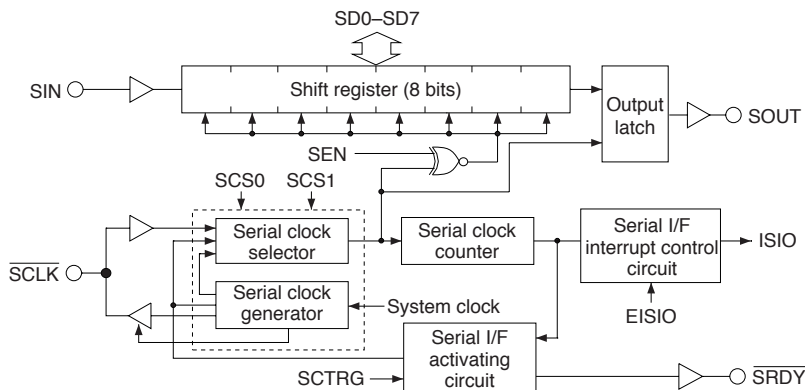 SD0–SD7
SIN
Shift register (8 bits)
Output
latch
SOUT
SEN
SCS0
SCS1
Serial clock
selector
Serial clock
counter
Serial I/F
interrupt control
circuit
ISIO
SCLK
Serial clock
generator
System clock
EISIO
Serial I/F
activating
circuit
SCTRG
SRDY